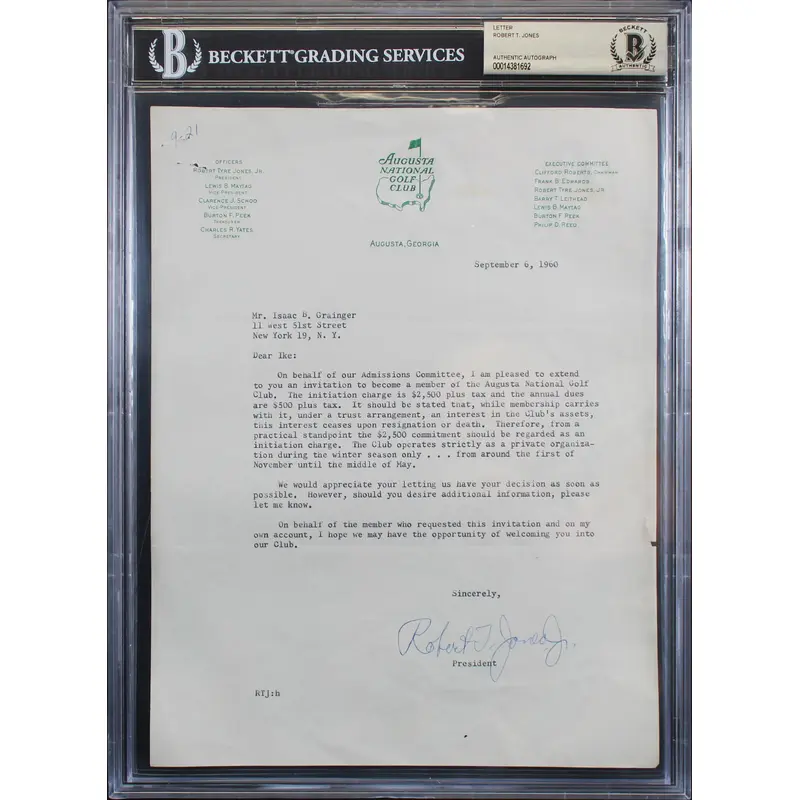 BECKETT GRADING SERVICES
LETTER
ROBERT T. JONES
AUTHENTIC AUTOGRAPH
00014381692
BECKETT
AUTHENTIC
OFFICERS
ROBERT TYRE JONES, JR.
PRESIDENT
LEWIS B. MAYTAG
VICE PRESIDENT
CLARENCE J. SCHOO
VICE-PRESIDENT
BURTON F. PEEK
TREASURER
CHARLES R. YATES,
SECRETARY
AUGUSTA
NATIONAL
GOLF
CLUB
AUGUSTA, GEORGIA
EXECUTIVE COMMITTEE
CLIFFORD ROBERTS, CHAIRMAN
FRANK B. EDWARDS
ROBERT TYRE JONES, JR
BARRY T. LEITHEAD
LEWIS B. MAYTAG
BURTON F. PEEK
PHILIP D. REED
September 6, 1960
Mr. Isaac B. Grainger
11 West 51st Street
New York 19, N. Y.
Dear Ike:
On behalf of our Admissions Committee, I am pleased to extend
to you an invitation to become a member of the Augusta National Golf
Club. The initiation charge is $2,500 plus tax and the annual dues
are $500 plus tax. It should be stated that, while membership carries
with it, under a trust arrangement, an interest in the Club's assets,
this interest ceases upon resignation or death. Therefore, from a
practical standpoint the $2,500 commitment should be regarded as an
initiation charge. The Club operates strictly as a private organiza-
tion during the winter season only . . . from around the first of
November until the middle of May.
We would appreciate your letting us have your decision as soon as
possible. However, should you desire additional information, please
let me know.
On behalf of the member who requested this invitation and on my
own account, I hope we may have the opportunity of welcoming you into
our Club.
Sincerely,
Robert T. Jones Jr.
President
RTJ:h